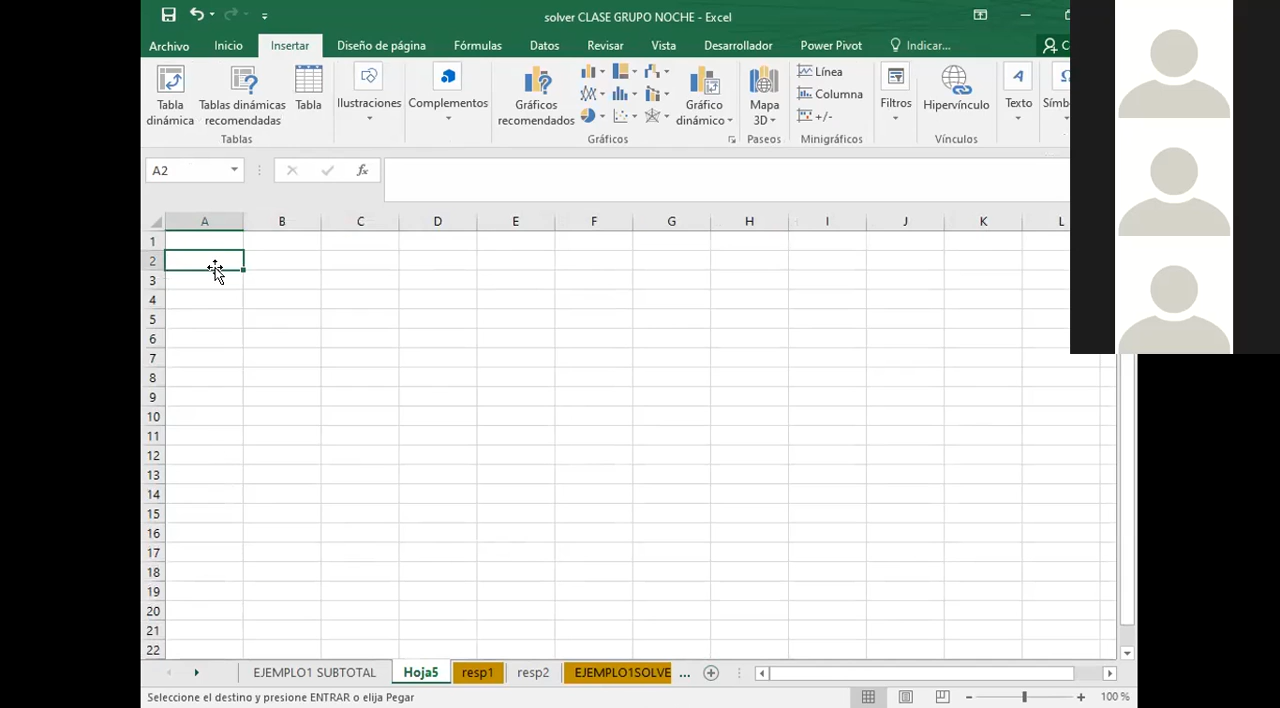 solver CLASE GRUPO NOCHE - Excel
Archivo Inicio Insertar Diseño de página Fórmulas Datos Revisar Vista Desarrollador Power Pivot Indicar...
Tabla dinámica
Tablas dinámicas recomendadas
Tabla
Ilustraciones
Complementos
Gráficos recomendados
Gráfico dinámico
Mapa 3D
Línea
Columna
+/-
Filtros
Hipervínculo
Texto
Símb
Tablas Gráficos Paseos Minigráficos Vínculos
A2 fx
A B C D E F G H I J K L
1
2
3
4
5
6
7
8
9
10
11
12
13
14
15
16
17
18
19
20
21
22
EJEMPLO1 SUBTOTAL Hoja5 resp1 resp2 EJEMPLO1SOLVE ...
Seleccione el destino y presione ENTRAR o elija Pegar 100 %